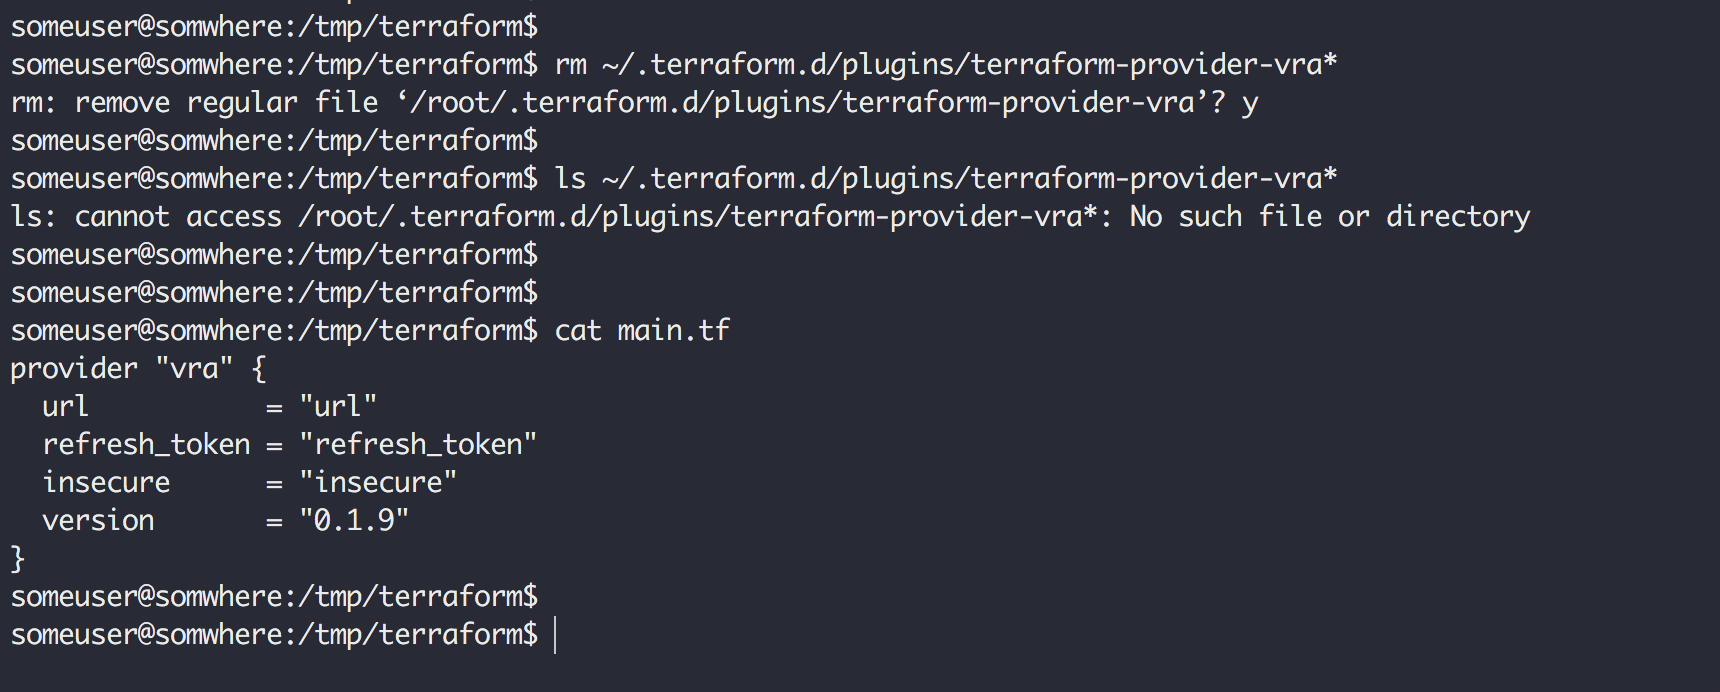 someuser@somwhere:/tmp/terraform$
someuser@somwhere:/tmp/terraform$ rm ~/.terraform.d/plugins/terraform-provider-vra*
rm: remove regular file ‘/root/.terraform.d/plugins/terraform-provider-vra’? y
someuser@somwhere:/tmp/terraform$
someuser@somwhere:/tmp/terraform$ ls ~/.terraform.d/plugins/terraform-provider-vra*
ls: cannot access /root/.terraform.d/plugins/terraform-provider-vra*: No such file or directory
someuser@somwhere:/tmp/terraform$
someuser@somwhere:/tmp/terraform$
someuser@somwhere:/tmp/terraform$ cat main.tf
provider "vra" {
  url           = "url"
  refresh_token = "refresh_token"
  insecure      = "insecure"
  version       = "0.1.9"
}
someuser@somwhere:/tmp/terraform$
someuser@somwhere:/tmp/terraform$